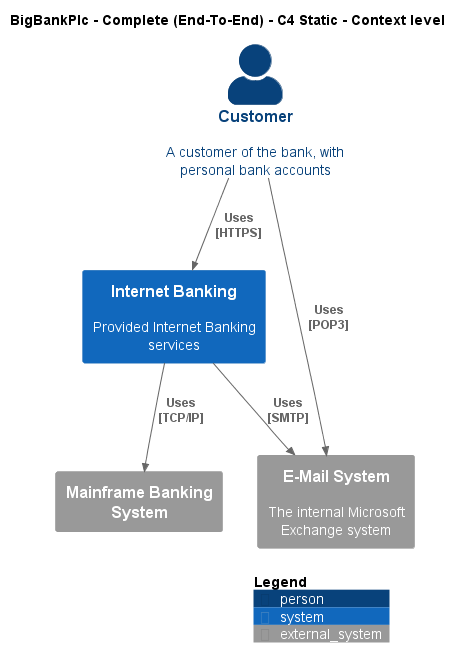 BigBankPlc - Complete (End-To-End) - C4 Static - Context level
Customer
A customer of the bank, with
personal bank accounts
Uses
[HTTPS]
Internet Banking
Provided Internet Banking
services
Uses
[POP3]
Uses
[TCP/IP]
Uses
[SMTP]
Mainframe Banking
System
E-Mail System
The internal Microsoft
Exchange system
Legend
person
system
external_system